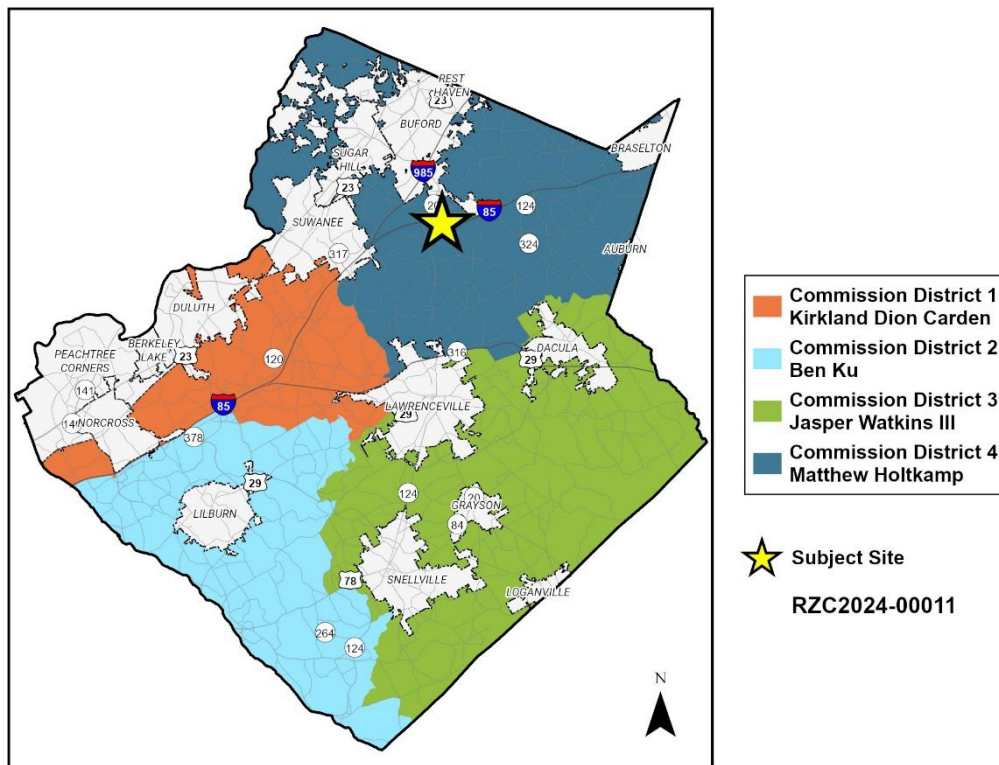 REST
HAVEN
23
BUFORD
BRASELTON
SUGAR
HILL
985
23
20
85
124
SUWANEE
317
324
AUBURN
DULUTH
BERKELEY
LAKE
PEACHTREE
CORNERS
23
120
316
29
DACULA
141
85
LAWRENCEVILLE
29
14
NORCROSS
378
29
124
20
GRAYSON
84
LILBURN
78
SNELLVILLE
LOGANVILLE
264
124
N
Commission District 1
Kirkland Dion Carden
Commission District 2
Ben Ku
Commission District 3
Jasper Watkins III
Commission District 4
Matthew Holtkamp
Subject Site
RZC2024-00011